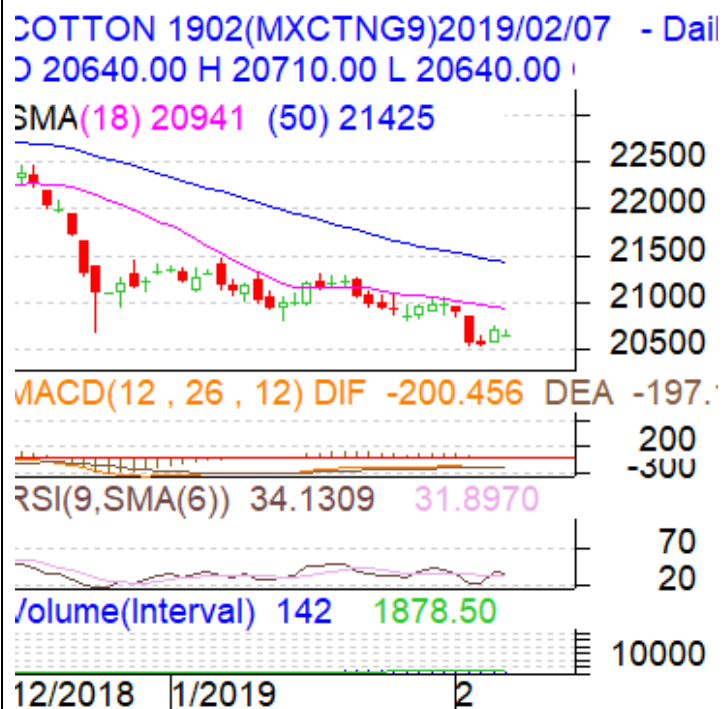 COTTON 1902(MXCTNG9)2019/02/07 - Dail
O 20640.00 H 20710.00 L 20640.00
SMA(18) 20941 (50) 21425
22500
22000
21500
21000
20500
MACD(12 , 26 , 12) DIF -200.456 DEA -197.1
200
-300
RSI(9,SMA(6)) 34.1309 31.8970
70
20
Volume(Interval) 142 1878.50
10000
12/2018 1/2019 2